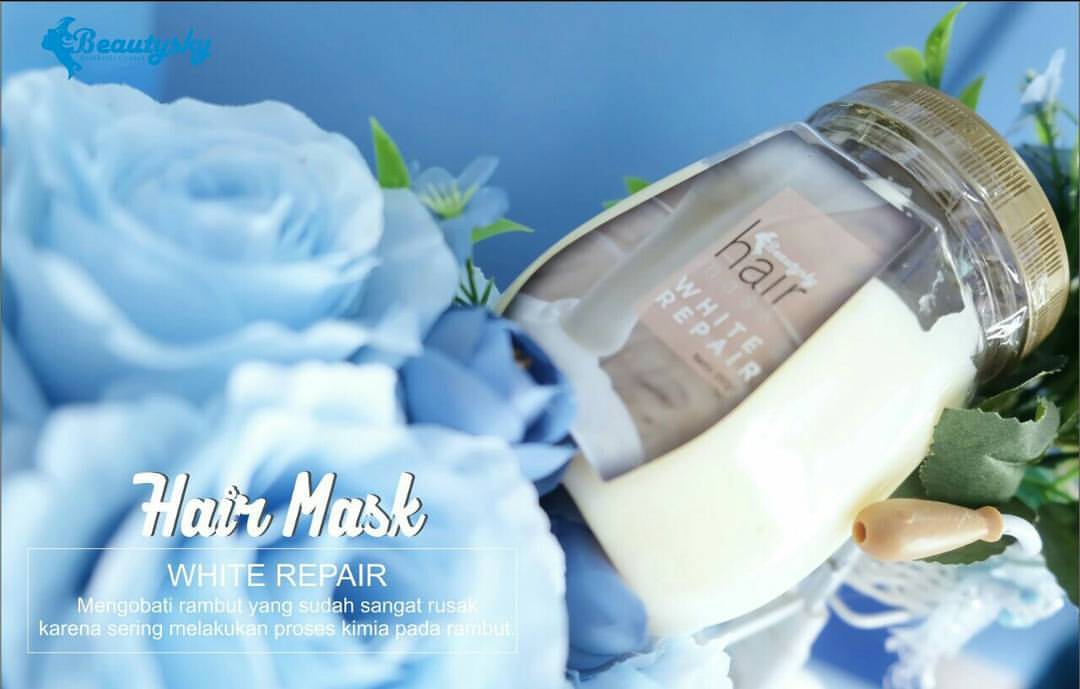 Beautysky
hair
Beautysky
WHITE
REPAIR
Hair Mask
WHITE REPAIR
Mengobati rambut yang sudah sangat rusak
karena sering melakukan proses kimia pada rambut.